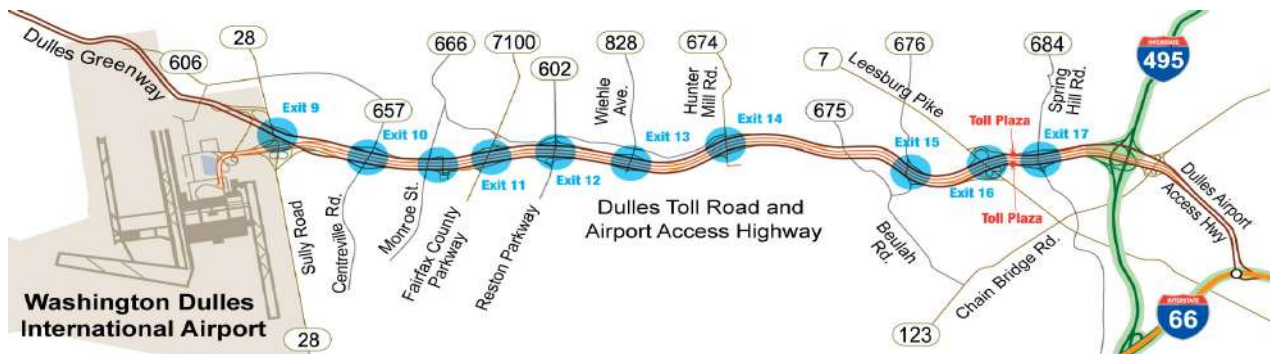 Dulles Greenway
606
28
Exit 9
657
Exit 10
666
7100
Exit 11
602
Exit 12
828
Wiehle
Ave.
Exit 13
674
Hunter
Mill Rd.
Exit 14
7
Leesburg Pike
675
676
Exit 15
Exit 16
Toll Plaza
Toll Plaza
684
Spring
Hill Rd.
Exit 17
INTERSTATE
495
Dulles Airport
Access Hwy
INTERSTATE
66
Chain Bridge Rd.
123
Beulah
Rd.
Dulles Toll Road and
Airport Access Highway
Reston Parkway
Fairfax County
Parkway
Monroe St.
Centreville Rd.
Sully Road
28
Washington Dulles
International Airport